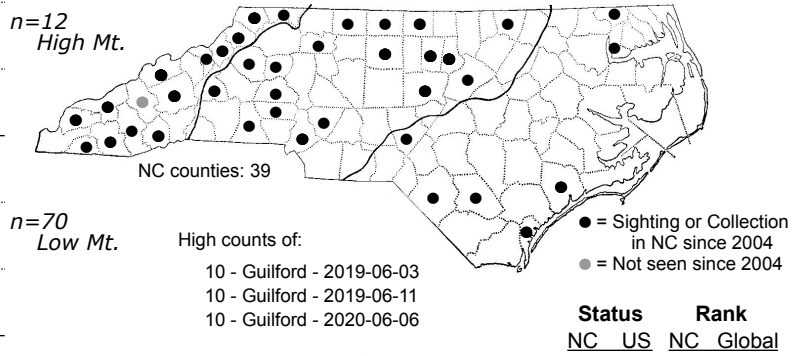 n=12
High Mt.
NC counties: 39
n=70
Low Mt.
High counts of:
10 - Guilford - 2019-06-03
10 - Guilford - 2019-06-11
10 - Guilford - 2020-06-06
= Sighting or Collection
in NC since 2004
= Not seen since 2004
Status Rank
NC US NC Global